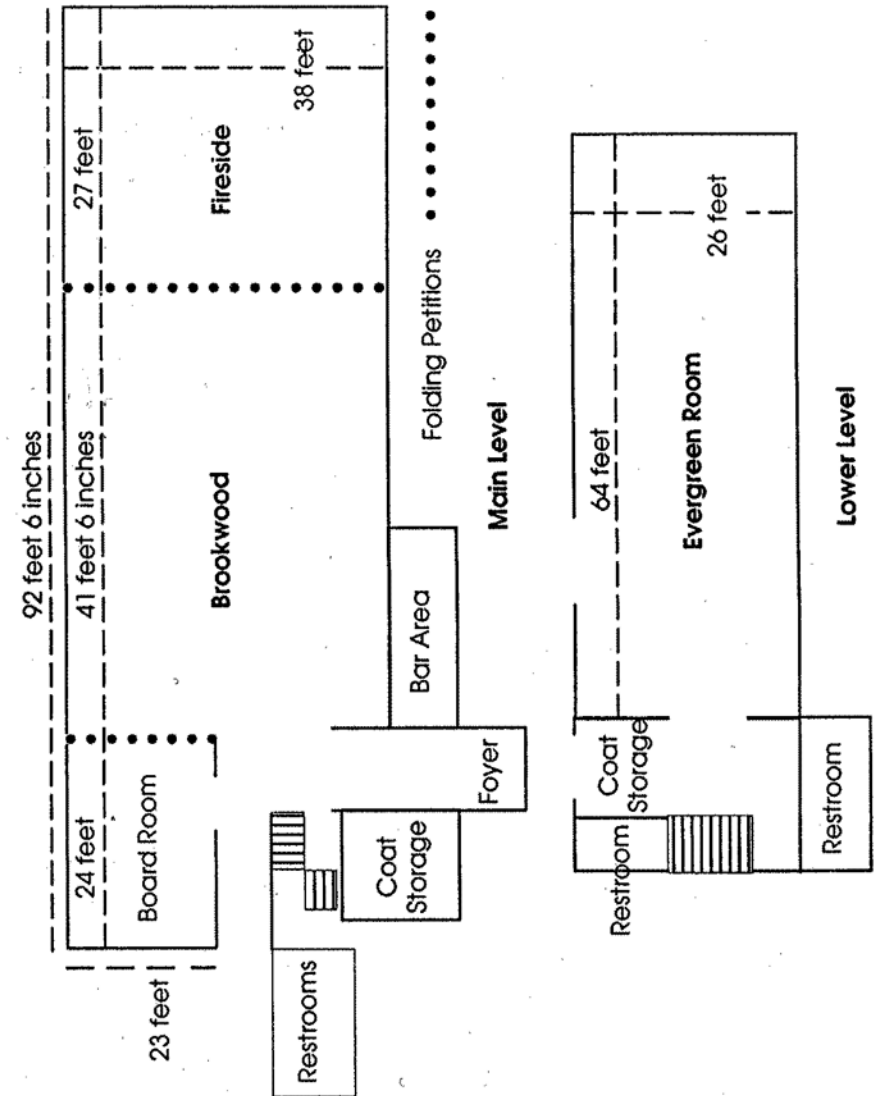 92 feet 6 inches
24 feet
41 feet 6 inches
27 feet
23 feet
Board Room
Brookwood
Fireside
38 feet
Restrooms
Coat
Storage
Foyer
Bar Area
Folding Petitions
Main Level
64 feet
Restroom
Coat
Storage
Evergreen Room
26 feet
Restroom
Lower Level